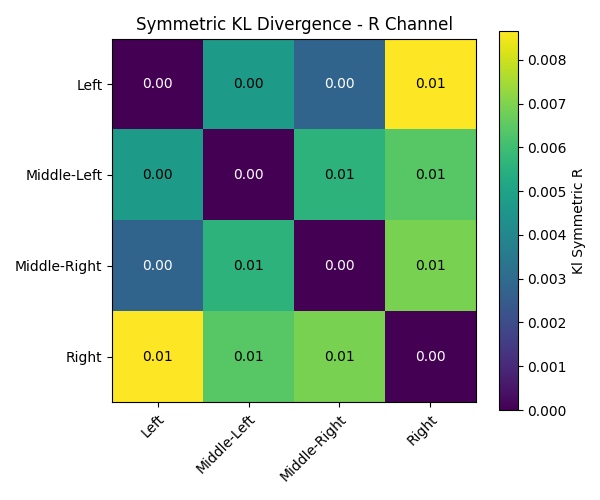 Symmetric KL Divergence - R Channel
Left
0.00
0.00
0.00
0.01
Middle-Left
0.00
0.00
0.01
0.01
Middle-Right
0.00
0.01
0.00
0.01
Right
0.01
0.01
0.01
0.00
Left
Middle-Left
Middle-Right
Right
0.008
0.007
0.006
0.005
0.004
0.003
0.002
0.001
0.000
Kl Symmetric R